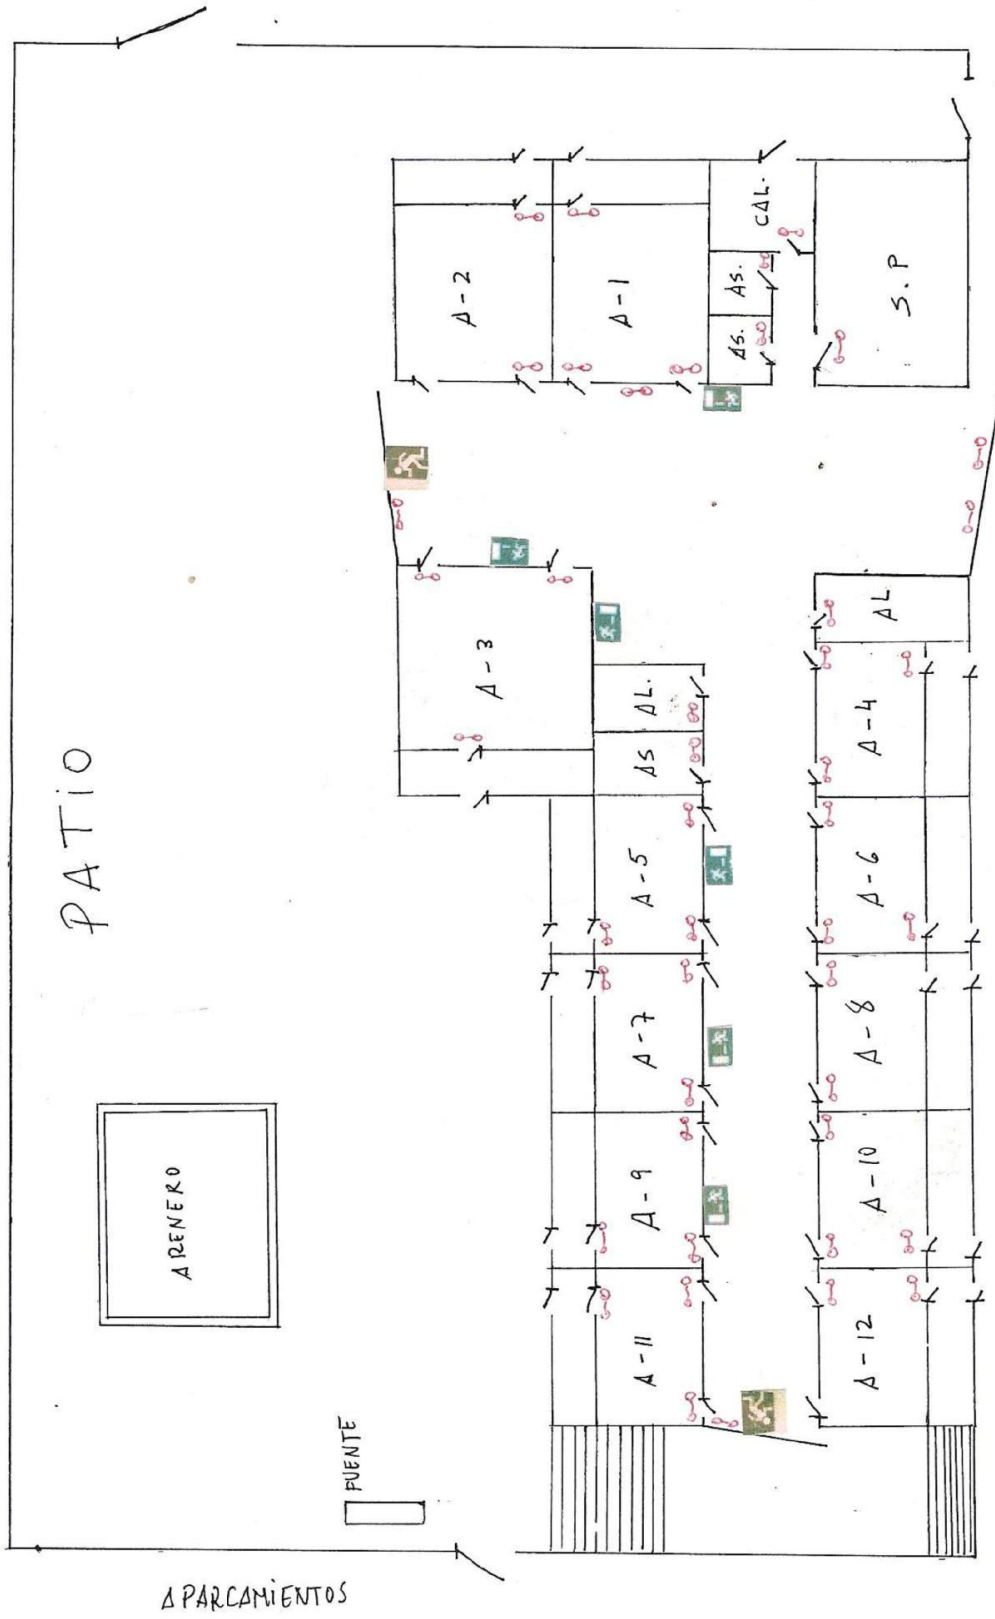 PATiO
ARENERO
FUENTE
APARCAMiENTOS
A-2
A-1
AS.
AS.
CAL.
S.P
A-3
AL.
AS
AL
A-4
A-5
A-6
A-7
A-8
A-9
A-10
A-11
A-12